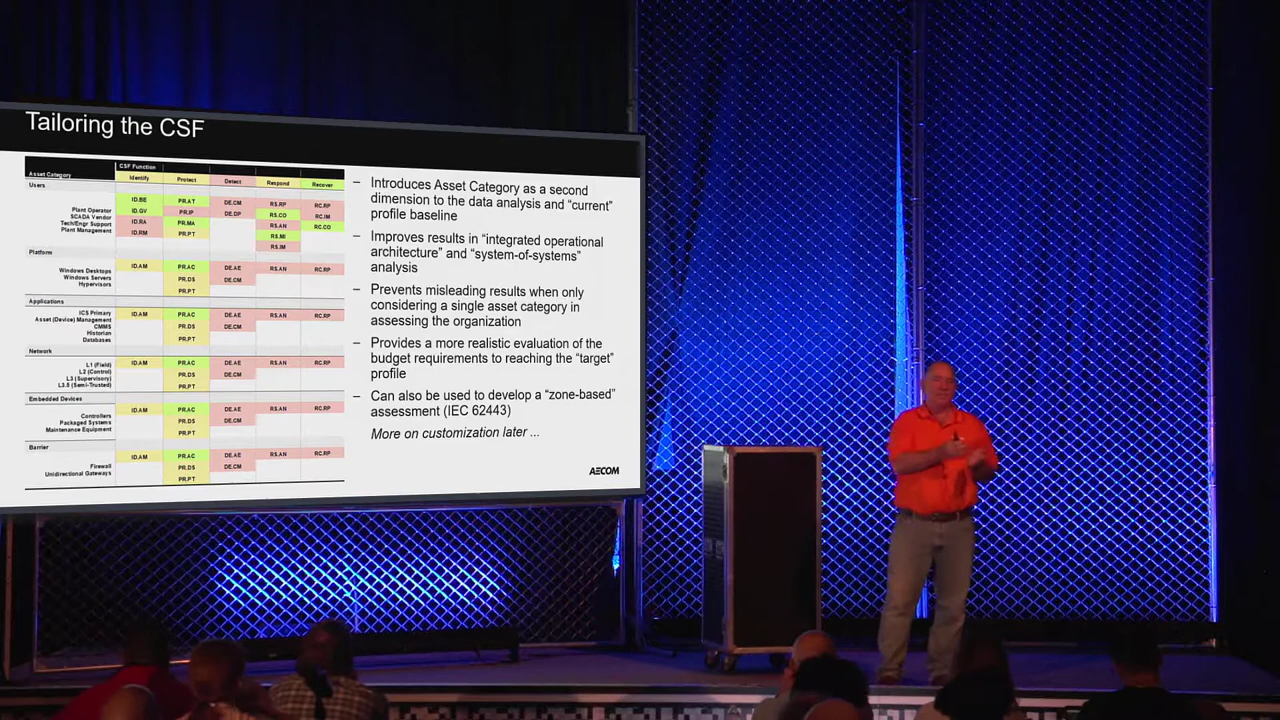 Tailoring the CSF
CSF Function
Asset Category Identify Protect Detect Respond Recover
Users
Plant Operator
SCADA Vendor
Tech/Engr Support
Plant Management
ID.BE PR.AT DE.CM RS.RP RC.RP
ID.GV PR.IP DE.DP RS.CO RC.IM
ID.RA PR.MA RS.AN RC.CO
ID.RM PR.PT RS.MI
RS.IM
Platform
Windows Desktops
Windows Servers
Hypervisors
ID.AM PR.AC DE.AE RS.AN RC.RP
PR.DS DE.CM
PR.PT
Applications
ICS Primary
Asset (Device) Management
CMMS
Historian
Databases
ID.AM PR.AC DE.AE RS.AN RC.RP
PR.DS DE.CM
PR.PT
Network
L1 (Field)
L2 (Control)
L3 (Supervisory)
L3.5 (Semi-Trusted)
ID.AM PR.AC DE.AE RS.AN RC.RP
PR.DS DE.CM
PR.PT
Embedded Devices
Controllers
Packaged Systems
Maintenance Equipment
ID.AM PR.AC DE.AE RS.AN RC.RP
PR.DS DE.CM
PR.PT
Barrier
Firewall
Unidirectional Gateways
ID.AM PR.AC DE.AE RS.AN RC.RP
PR.DS DE.CM
PR.PT
– Introduces Asset Category as a second
dimension to the data analysis and “current”
profile baseline
– Improves results in “integrated operational
architecture” and “system-of-systems”
analysis
– Prevents misleading results when only
considering a single asset category in
assessing the organization
– Provides a more realistic evaluation of the
budget requirements to reaching the “target”
profile
– Can also be used to develop a “zone-based”
assessment (IEC 62443)
More on customization later ...
AECOM